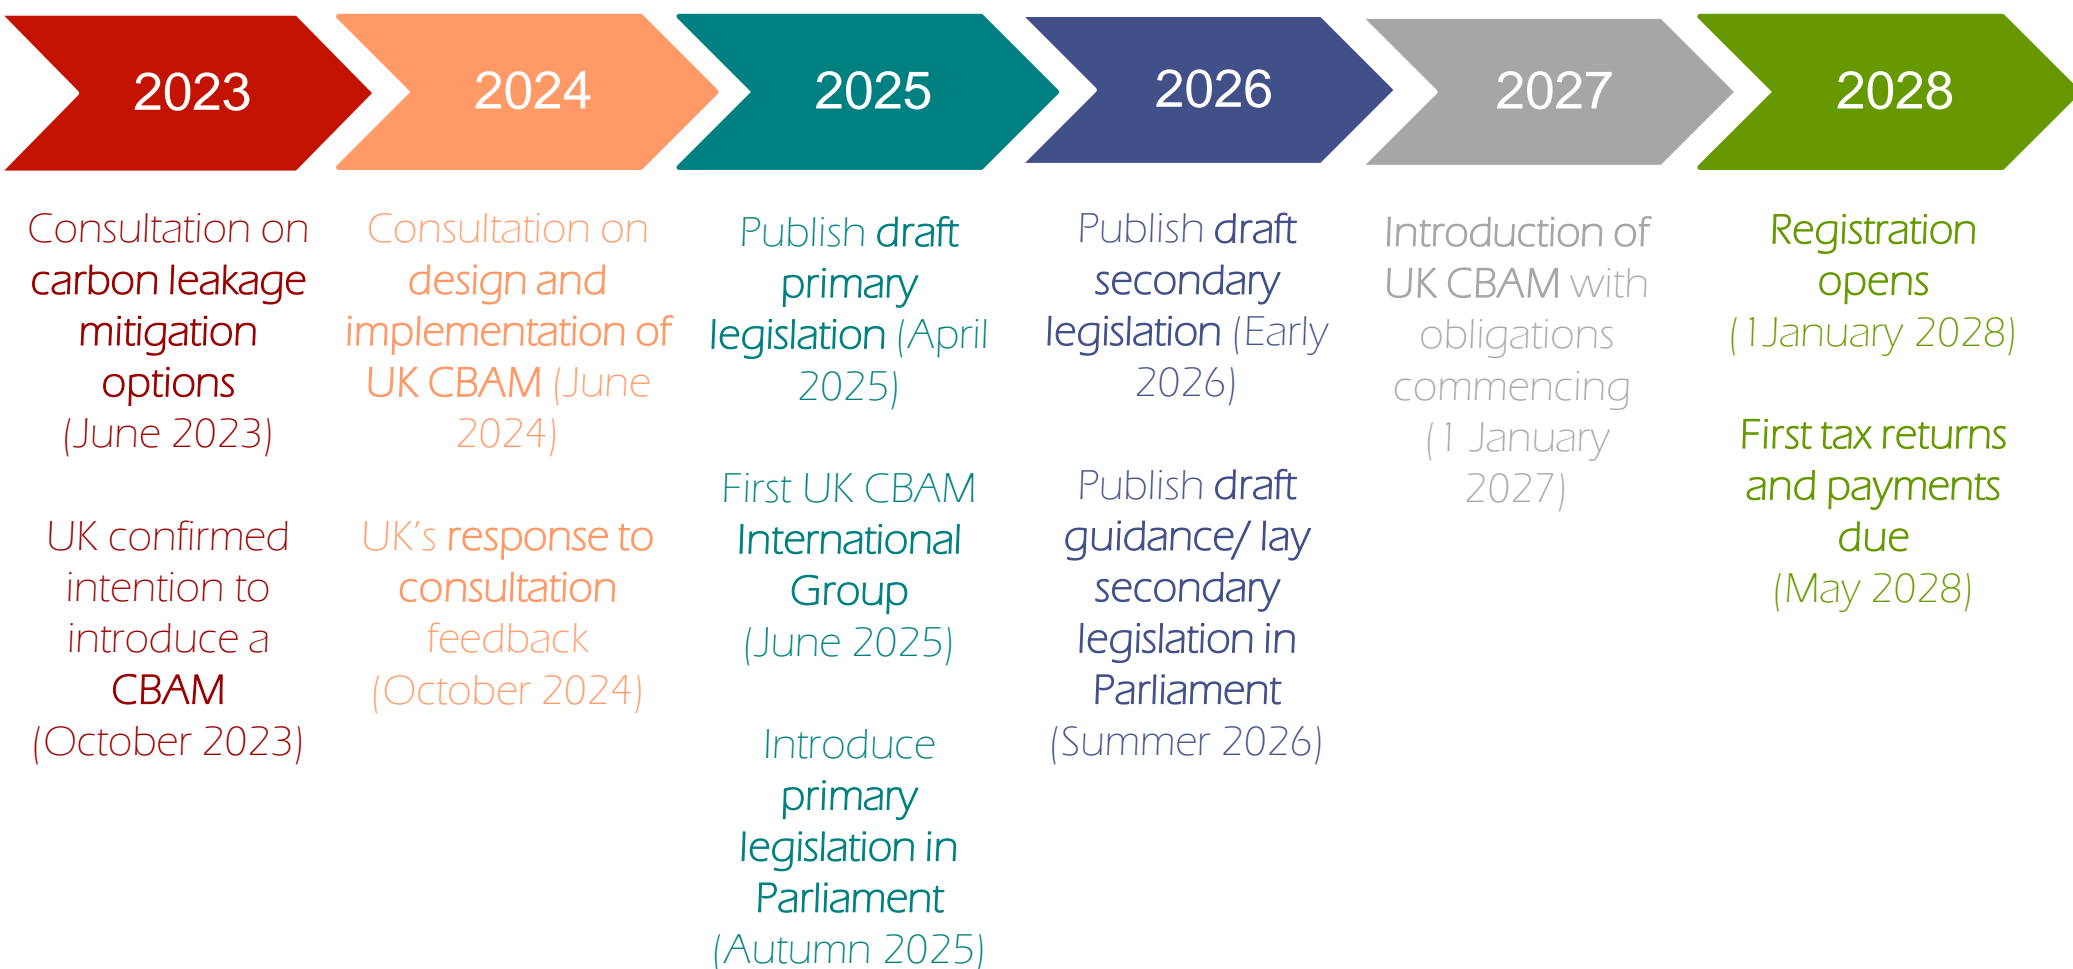 2023
2024
2025
2026
2027
2028
Consultation on
carbon leakage
mitigation
options
(June 2023)
UK confirmed
intention to
introduce a
CBAM
(October 2023)
Consultation on
design and
implementation of
UK CBAM (June
2024)
UK’s response to
consultation
feedback
(October 2024)
Publish draft
primary
legislation (April
2025)
First UK CBAM
International
Group
(June 2025)
Introduce
primary
legislation in
Parliament
(Autumn 2025)
Publish draft
secondary
legislation (Early
2026)
Publish draft
guidance/ lay
secondary
legislation in
Parliament
(Summer 2026)
Introduction of
UK CBAM with
obligations
commencing
(1 January
2027)
Registration
opens
(1January 2028)
First tax returns
and payments
due
(May 2028)